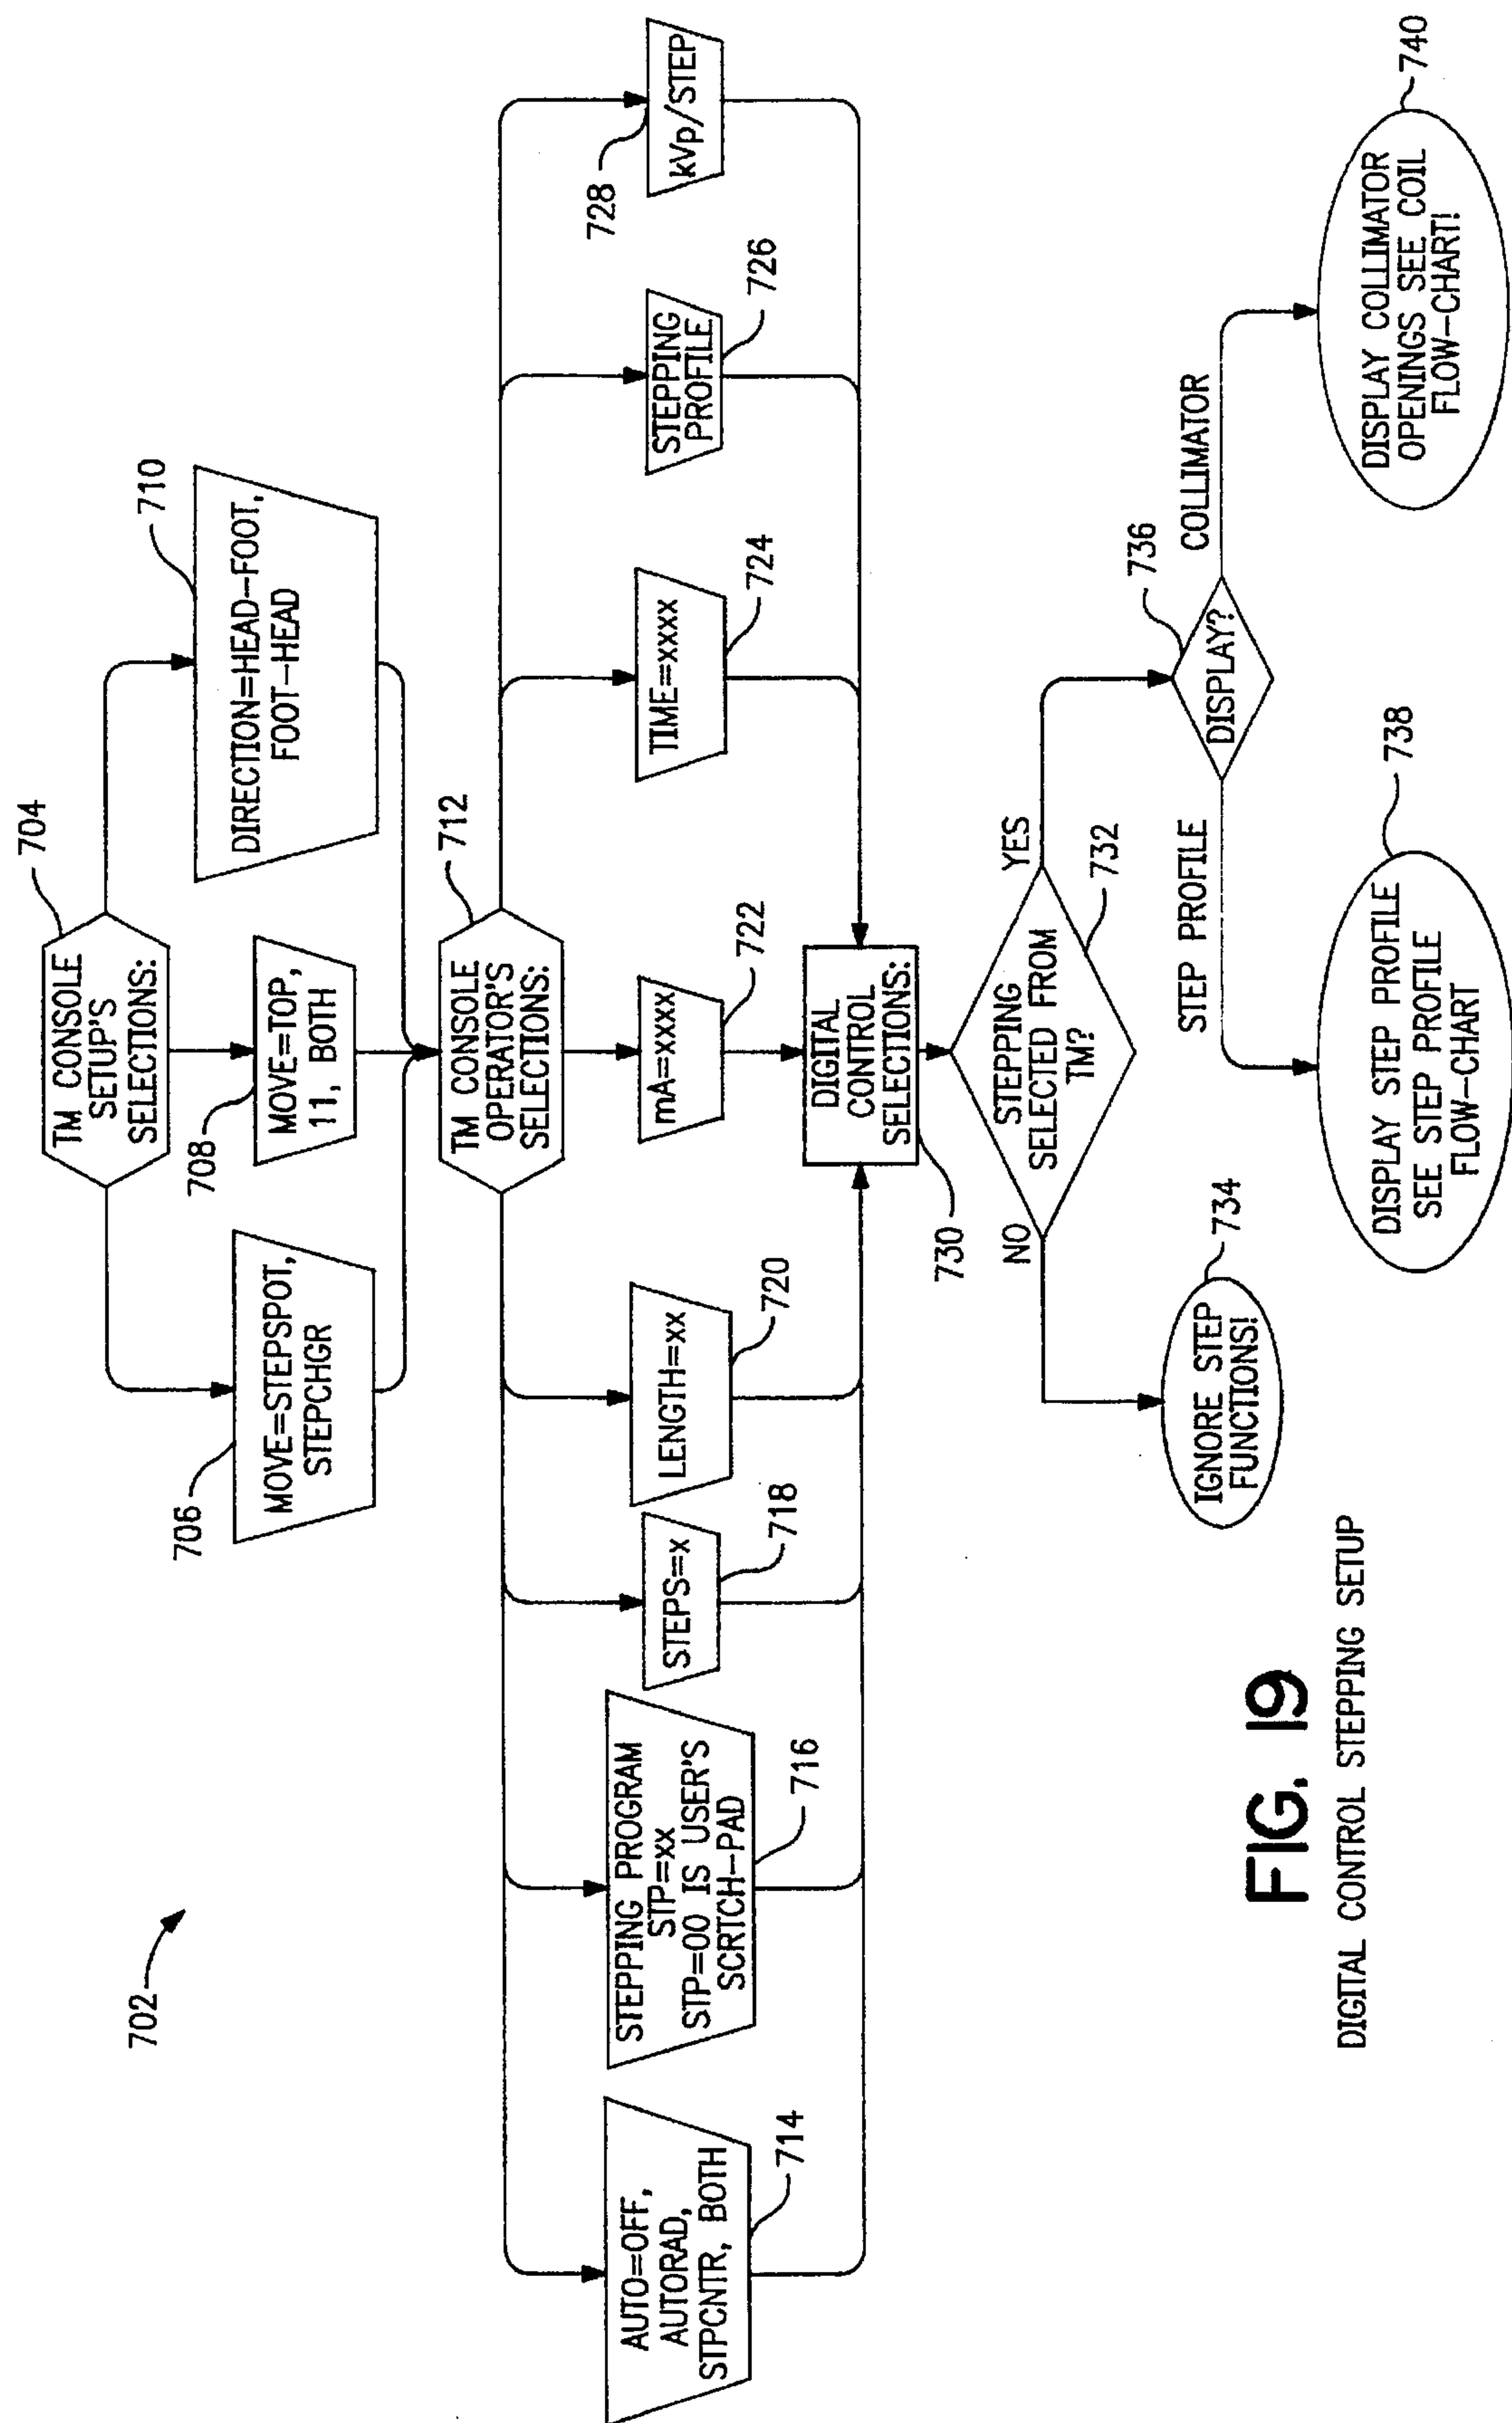 702
704
TM CONSOLE
SETUP'S
SELECTIONS:
706
MOVE=STEPSPOT,
STEPCHGR
708
MOVE=TOP,
11, BOTH
710
DIRECTION=HEAD-FOOT,
FOOT-HEAD
712
TM CONSOLE
OPERATOR'S
SELECTIONS:
AUTO=OFF,
AUTORAD,
STPCNTR, BOTH
714
STEPPING PROGRAM
STP=xx
STP=00 IS USER'S
SCRTCH-PAD
716
STEPS=x
718
LENGTH=xx
720
mA=xxxx
722
TIME=xxxx
724
STEPPING
PROFILE
726
728
kVp/STEP
DIGITAL
CONTROL
SELECTIONS:
730
STEPPING
SELECTED FROM
TM?
732
NO
YES
734
IGNORE STEP
FUNCTIONS!
736
DISPLAY?
STEP PROFILE
COLLIMATOR
738
DISPLAY STEP PROFILE
SEE STEP PROFILE
FLOW-CHART
740
DISPLAY COLLIMATOR
OPENINGS SEE COIL
FLOW-CHART!
FIG. 19
DIGITAL CONTROL STEPPING SETUP